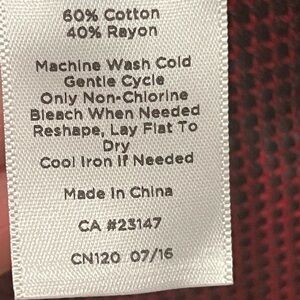 60% Cotton
40% Rayon
Machine Wash Cold
Gentle Cycle
Only Non-Chlorine
Bleach When Needed
Reshape, Lay Flat To
Dry
Cool Iron If Needed
Made In China
CA #23147
CN120 07/16